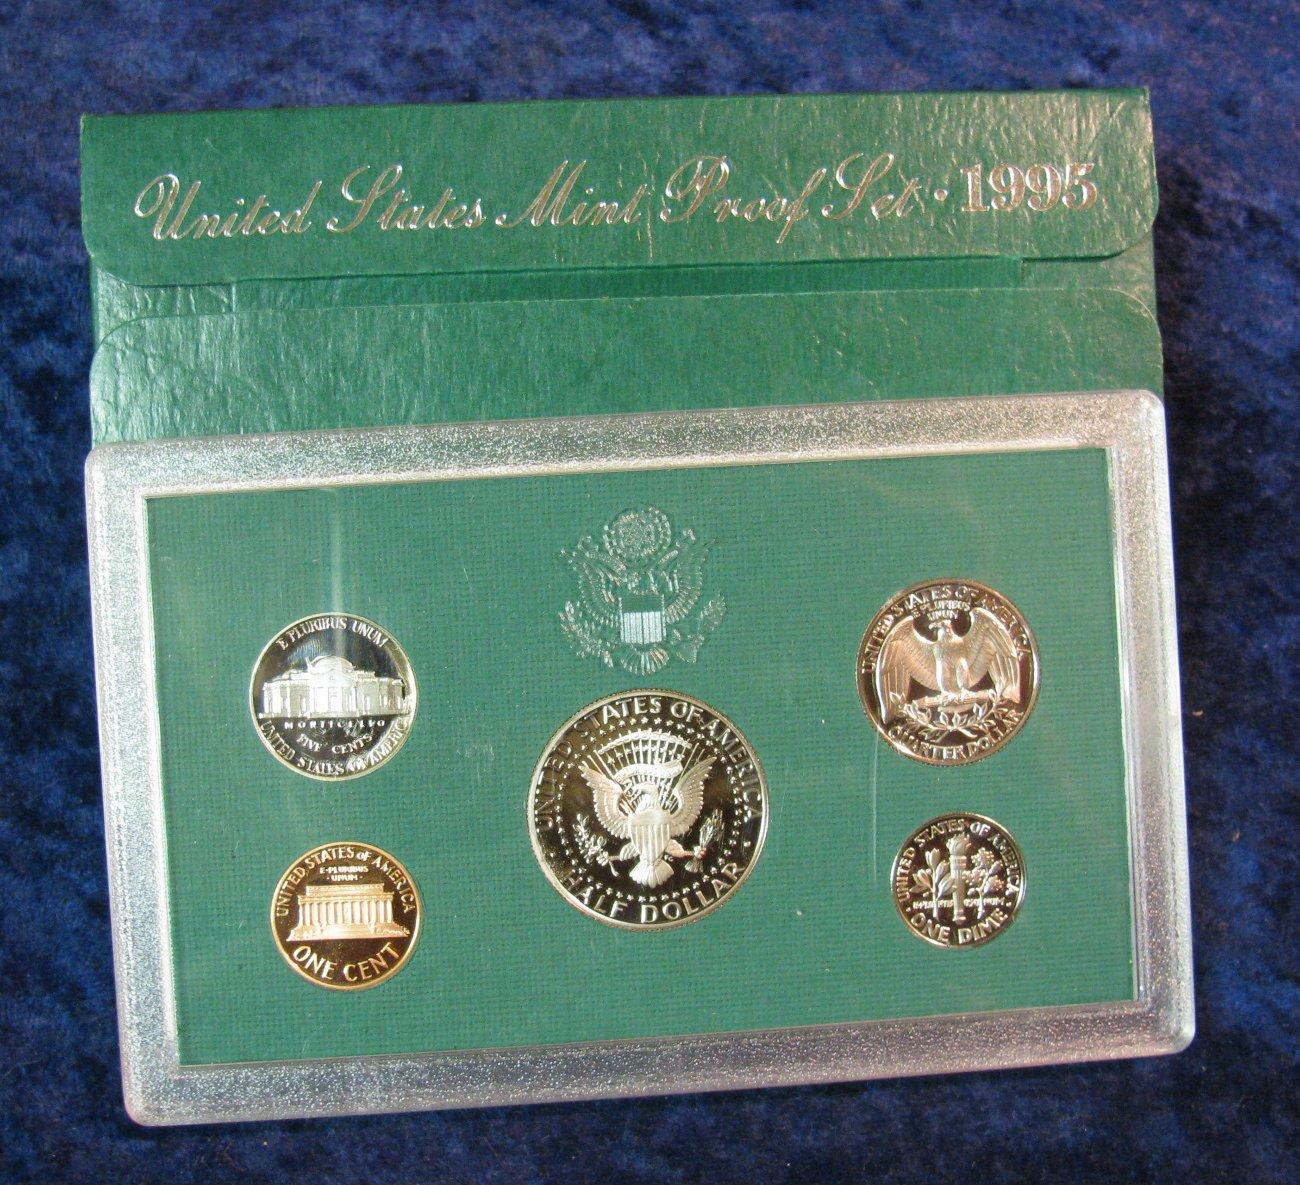 United States Mint Proof Set · 1995
E PLURIBUS UNUM
MONTICELLO
FIVE CENTS
UNITED STATES OF AMERICA
UNITED STATES OF AMERICA
HALF DOLLAR
UNITED STATES OF AMERICA
E PLURIBUS
UNUM
QUARTER DOLLAR
UNITED STATES of AMERICA
E·PLURIBUS
·UNUM·
ONE CENT
UNITED STATES OF AMERICA
· ONE DIME ·